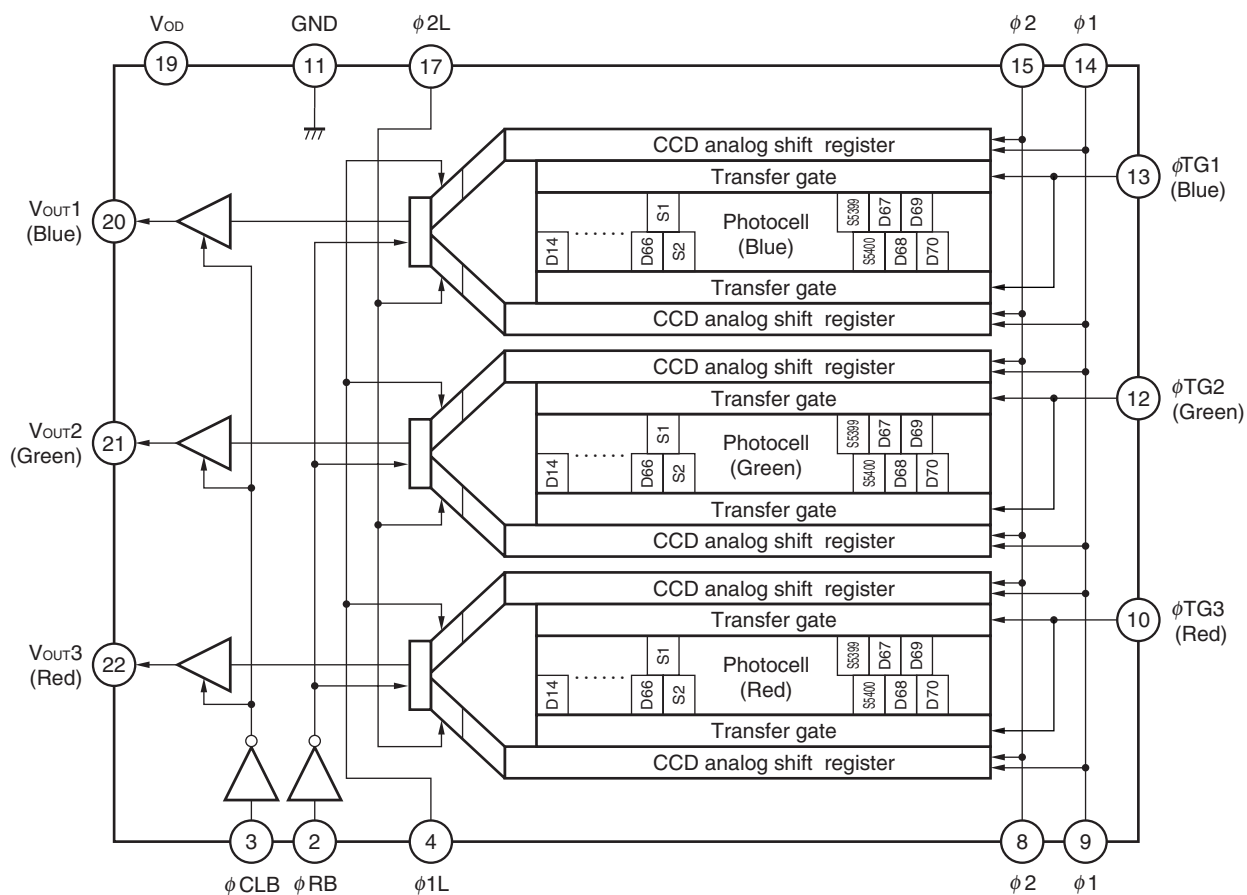 VOD GND ϕ2L ϕ2 ϕ1
19 11 17 15 14
CCD analog shift register
Transfer gate
ϕTG1
(Blue)
13
VOUT1
(Blue)
20
S1 S5399 D67 D69
Photocell
(Blue)
D14 ······ D66 S2 S5400 D68 D70
Transfer gate
CCD analog shift register
CCD analog shift register
Transfer gate
ϕTG2
(Green)
12
VOUT2
(Green)
21
S1 S5399 D67 D69
Photocell
(Green)
D14 ······ D66 S2 S5400 D68 D70
Transfer gate
CCD analog shift register
CCD analog shift register
Transfer gate
ϕTG3
(Red)
10
VOUT3
(Red)
22
S1 S5399 D67 D69
Photocell
(Red)
D14 ······ D66 S2 S5400 D68 D70
Transfer gate
CCD analog shift register
3 2 4 8 9
ϕCLB ϕRB ϕ1L ϕ2 ϕ1